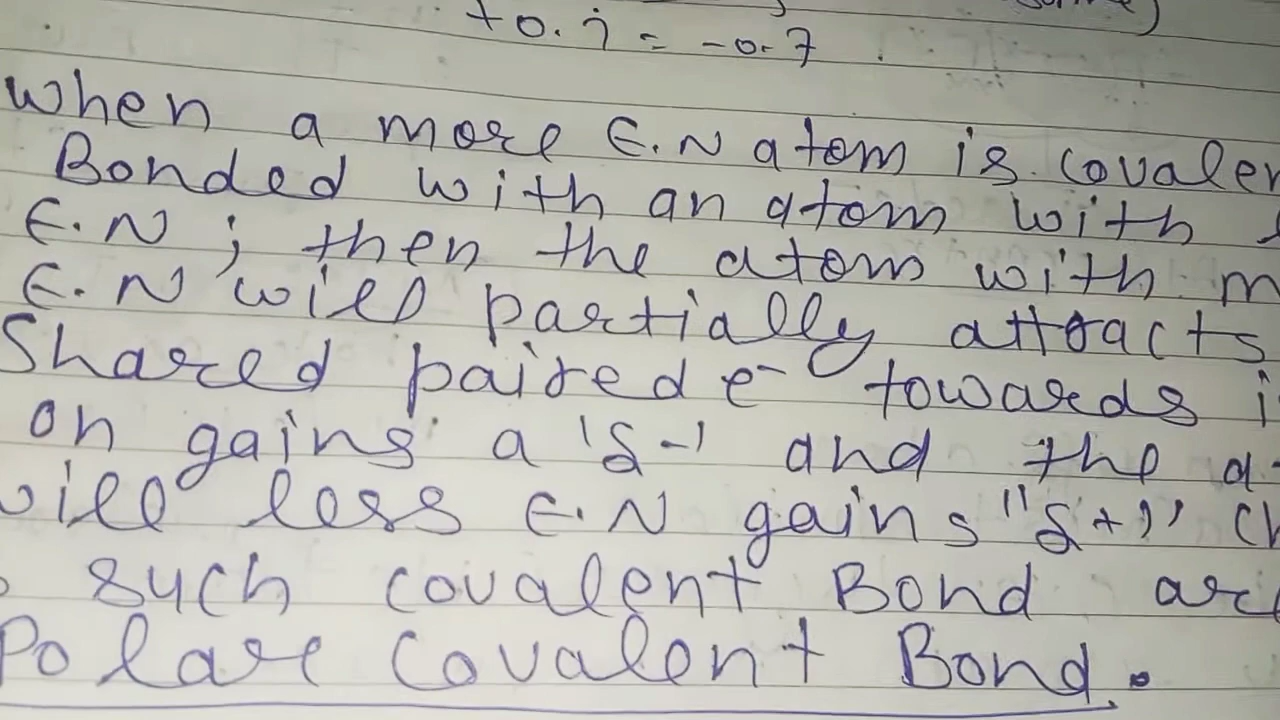 +0.7 = -0.7
When a more E.N atom is covalen
Bonded with an atom with
E.N ; then the atom with m
E.N will partially attracts
Shared paired e⁻ towards i
on gains a 'δ-' and the a
will less E.N gains "δ+)" (h
such covalent Bond are
Polar Covalent Bond.